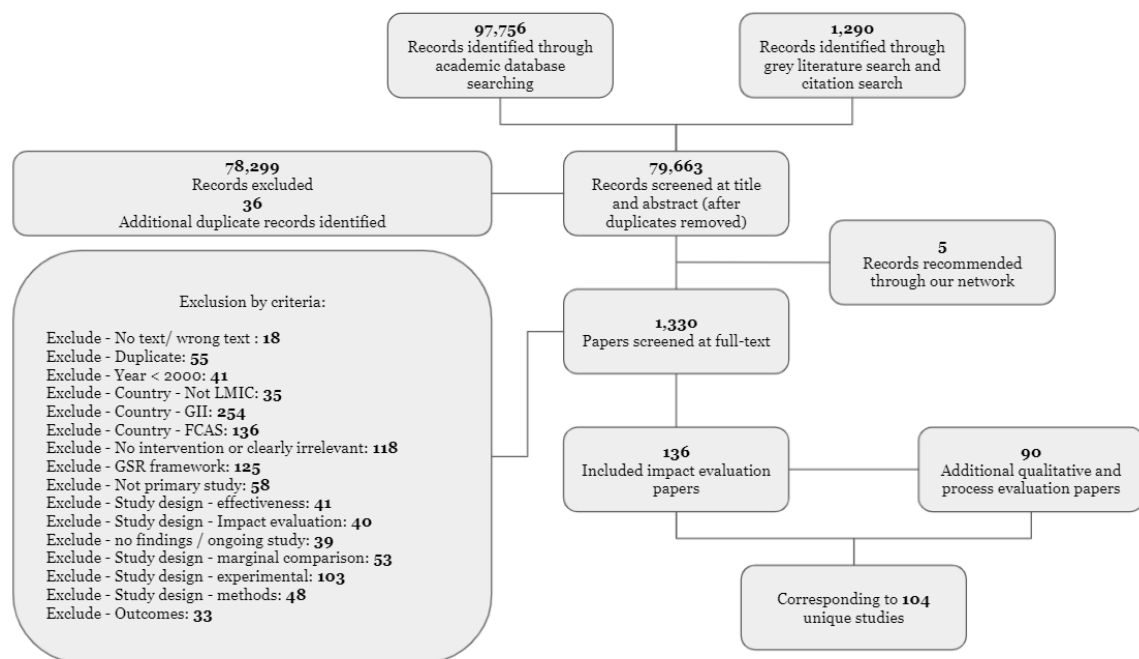 97,756
Records identified through
academic database
searching
1,290
Records identified through
grey literature search and
citation search
78,299
Records excluded
36
Additional duplicate records identified
79,663
Records screened at title
and abstract (after
duplicates removed)
5
Records recommended
through our network
Exclusion by criteria:
Exclude - No text/ wrong text : 18
Exclude - Duplicate: 55
Exclude - Year < 2000: 41
Exclude - Country - Not LMIC: 35
Exclude - Country - GII: 254
Exclude - Country - FCAS: 136
Exclude - No intervention or clearly irrelevant: 118
Exclude - GSR framework: 125
Exclude - Not primary study: 58
Exclude - Study design - effectiveness: 41
Exclude - Study design - Impact evaluation: 40
Exclude - no findings / ongoing study: 39
Exclude - Study design - marginal comparison: 53
Exclude - Study design - experimental: 103
Exclude - Study design - methods: 48
Exclude - Outcomes: 33
1,330
Papers screened at full-text
136
Included impact evaluation
papers
90
Additional qualitative and
process evaluation papers
Corresponding to 104
unique studies